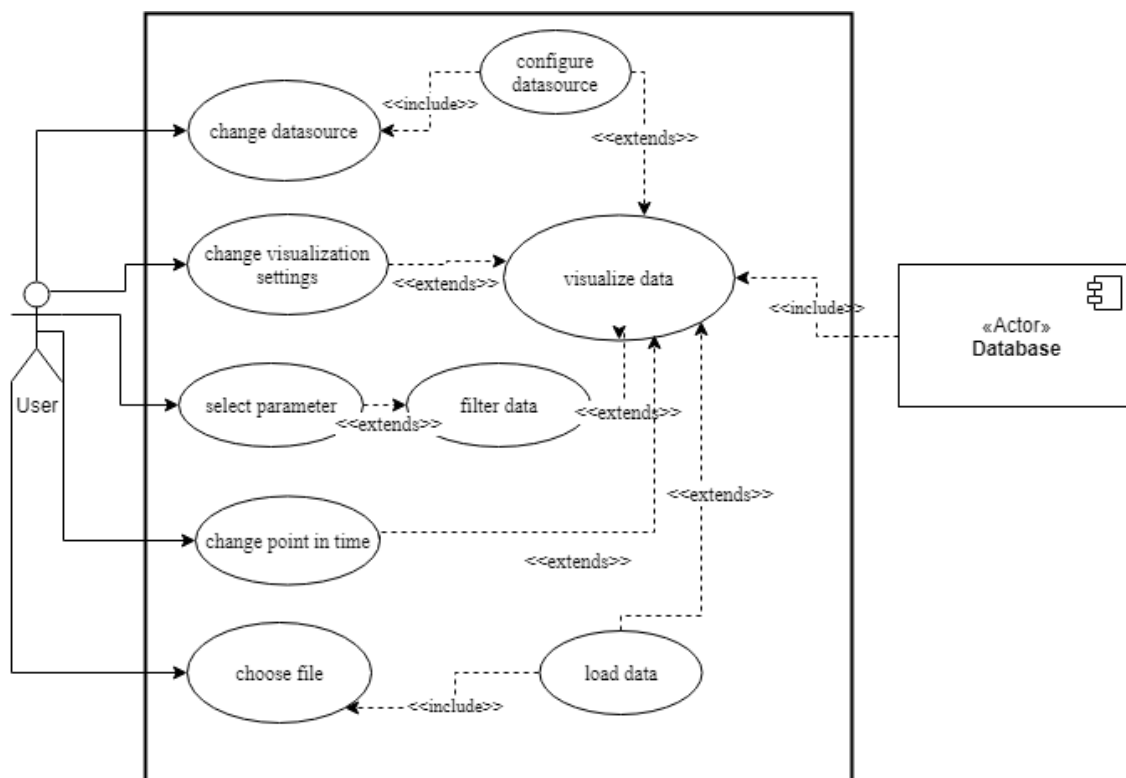 configure
datasource
<<include>>
change datasource
<<extends>>
change visualization
settings
<<extends>>
visualize data
<<include>>
«Actor»
Database
User
select parameter
<<extends>>
filter data
<<extends>>
<<extends>>
change point in time
<<extends>>
choose file
load data
<<include>>